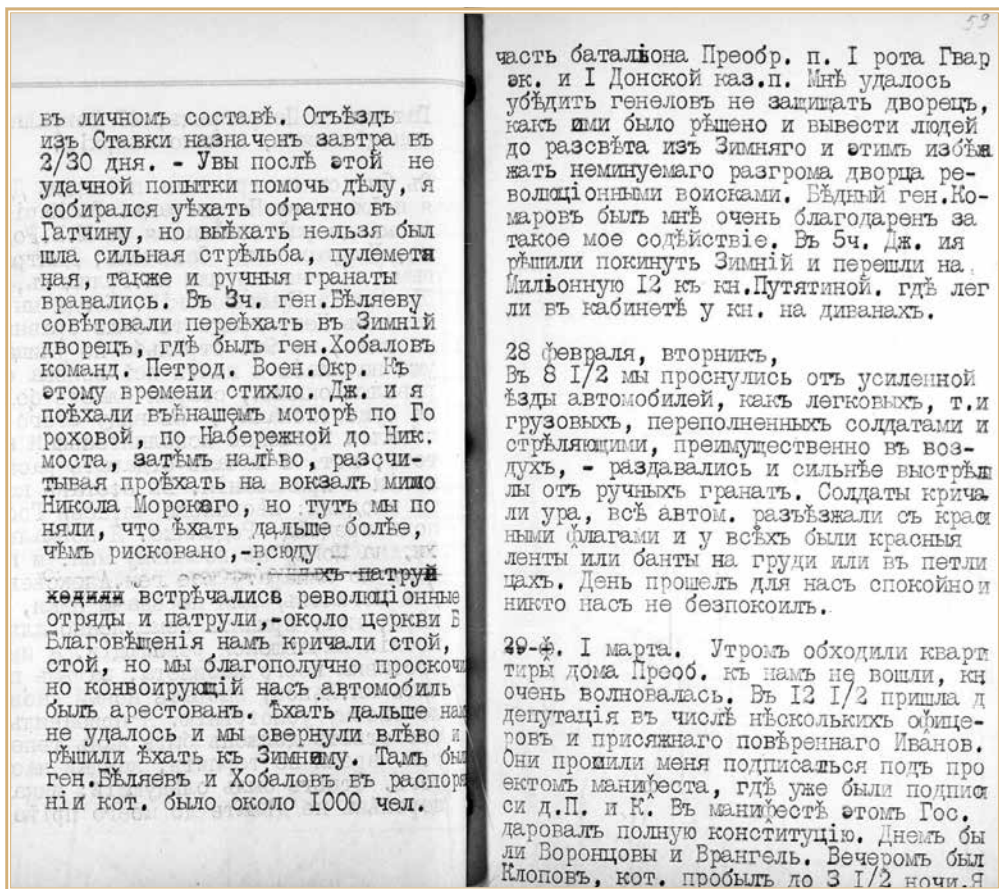 въ личномъ составѣ. Отъѣздъ
изъ Ставки назначенъ завтра въ
2/30 дня. - Увы послѣ этой не
удачной попытки помочь дѣлу, я
собирался уѣхать обратно въ
Гатчину, но выѣхать нельзя был
шла сильная стрѣльба, пулеметя
ная, также и ручныя гранаты
вравались. Въ 3ч. ген.Бѣляеву
совѣтовали переѣхать въ Зимній
дворецъ, гдѣ былъ ген.Хобаловъ
команд. Петрод. Воен.Окр. Къ
этому времени стихло. Дж. и я
поѣхали въѣнашемъ моторѣ по Го
роховой, по Набережной до Ник.
моста, затѣмъ налѣво, разсчи-
тывая проѣхать на вокзалъ мимо
Никола Морского, но тутъ мы по
няли, что ѣхать дальше болѣе,
чѣмъ рисковано,-всюду
патруй
ходили встрѣчались революціонные
отряды и патрули,-около церкви Б
Благовѣщенія намъ кричали стой,
стой, но мы благополучно проскочи
но конвоирующій насъ автомобиль
былъ арестованъ. Ѣхать дальше нам
не удалось и мы свернули влѣво и
рѣшили ѣхать къ Зимнему. Тамъ бы
ген.Бѣляевъ и Хобаловъ въ распоря
ніи кот. было около 1000 чел.
59
часть баталіона Преобр. п. I рота Гвар
эк. и I Донской каз.п. Мнѣ удалось
убѣдить генеловъ не защищать дворецъ,
какъ ими было рѣшено и вывести людей
до разсвѣта изъ Зимняго и этимъ избѣж
жать неминуемаго разгрома дворца ре-
волюціонными воисками. Бѣдный ген.Ко-
маровъ былъ мнѣ очень благодаренъ за
такое мое содѣйствіе. Въ 5ч. Дж. ия
рѣшили покинуть Зимній и перешли на
Мильонную 12 къ кн.Путятиной. гдѣ лег
ли въ кабинетѣ у кн. на диванахъ.
28 февраля, вторникъ,
Въ 8 I/2 мы проснулись отъ усиленной
ѣзды автомобилей, какъ легковыхъ, т.и
грузовыхъ, переполненныхъ солдатами и
стрѣляющими, преимущественно въ воз-
духъ, - раздавались и сильнѣе выстрѣл
лы отъ ручныхъ гранатъ. Солдаты крича
ли ура, всѣ автом. разъѣзжали съ красн
ными флагами и у всѣхъ были красныя
ленты или банты на груди или въ петли
цахъ. День прошелъ для насъ спокойно и
никто насъ не безпокоилъ.
29-ф. I марта. Утромъ обходили кварти
тиры дома Преоб. къ намъ не вошли, кн
очень волновалась. Въ 12 I/2 пришла д
депутація въ числѣ нѣсколькихъ офице-
ровъ и присяжнаго повѣреннаго Иванов.
Они просили меня подписаться подъ про
ектомъ манифеста, гдѣ уже были подписи
си д.П. и К. Въ манифестѣ этомъ Гос.
даровалъ полную конституцію. Днемъ бы
ли Воронцовы и Врангель. Вечеромъ был
Клоповъ, кот. пробылъ до 3 I/2 ночи.Я